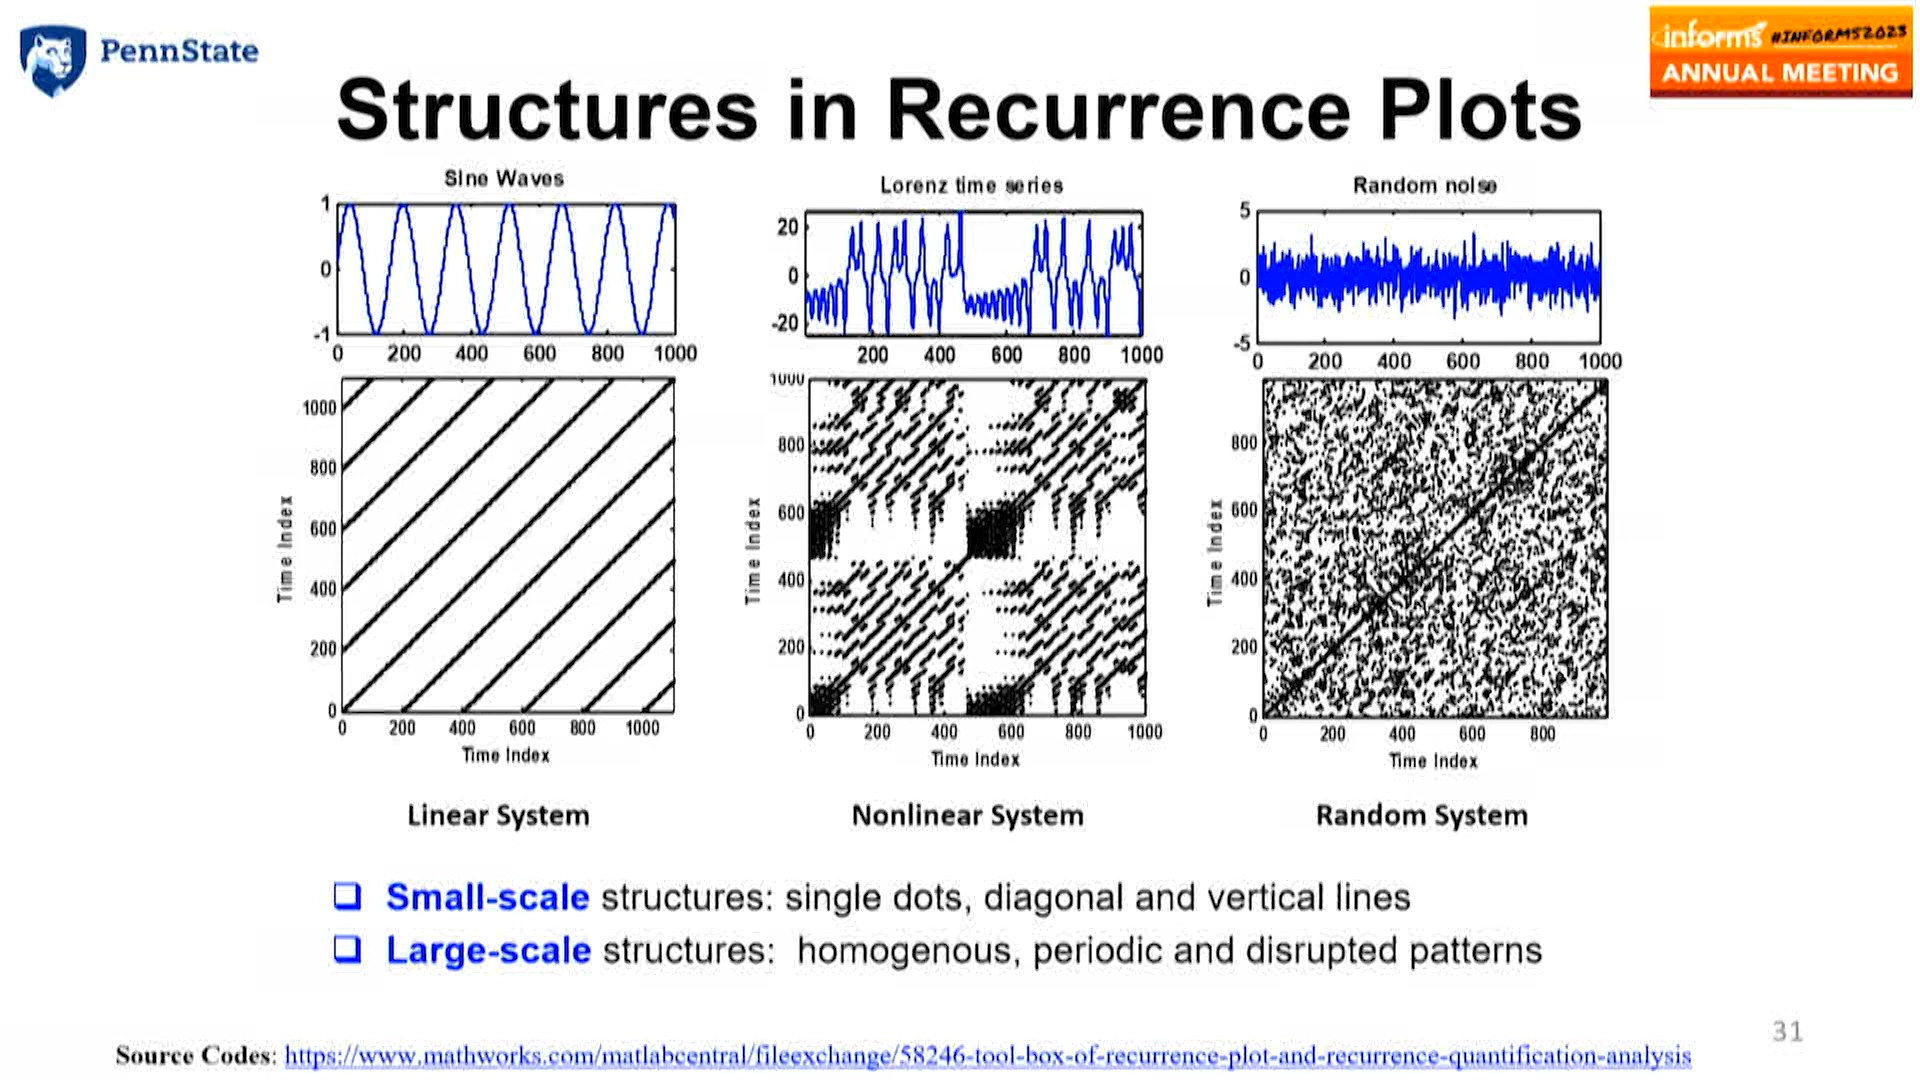 PennState
informs #INFORMS2023
ANNUAL MEETING
Structures in Recurrence Plots
Sine Waves
1
0
-1
0 200 400 600 800 1000
Lorenz time series
20
0
-20
200 400 600 800 1000
Random noise
5
0
-5
0 200 400 600 800 1000
Time Index
1000
800
600
400
200
0
0 200 400 600 800 1000
Time Index
Time Index
1000
800
600
400
200
0
0 200 400 600 800 1000
Time Index
Time Index
800
600
400
200
0
0 200 400 600 800
Time Index
Linear System
Nonlinear System
Random System
Small-scale structures: single dots, diagonal and vertical lines
Large-scale structures: homogenous, periodic and disrupted patterns
31
Source Codes: https://www.mathworks.com/matlabcentral/fileexchange/58246-tool-box-of-recurrence-plot-and-recurrence-quantification-analysis